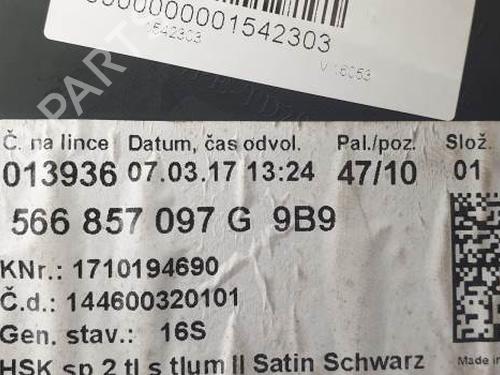 0000000001542303
1542303
V 16053
Č. na lince Datum, čas odvol. Pal./poz. Slož.
013936 07.03.17 13:24 47/10 01
566 857 097 G 9B9
KNr.: 1710194690
Č.d.: 144600320101
Gen. stav.: 16S
HSK sp 2 tl s tlum II Satin Schwarz
Made in